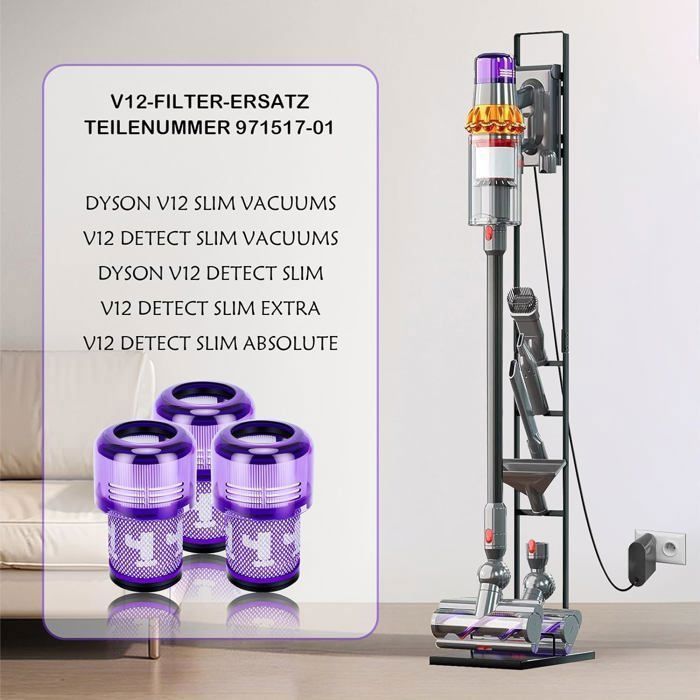 V12-FILTER-ERSATZ
TEILENUMMER 971517-01
DYSON V12 SLIM VACUUMS
V12 DETECT SLIM VACUUMS
DYSON V12 DETECT SLIM
V12 DETECT SLIM EXTRA
V12 DETECT SLIM ABSOLUTE